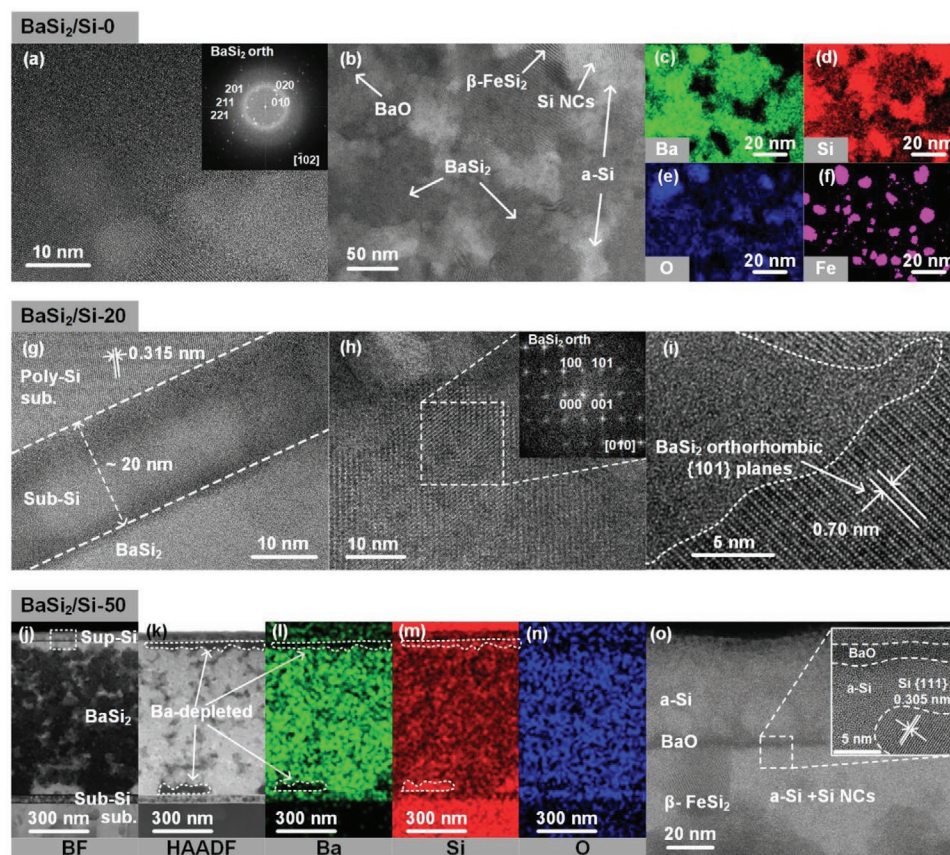 BaSi2/Si-0
(a)
BaSi2 orth
201
020
211
010
221
[1̄02]
10 nm
(b)
BaO
β-FeSi2
Si NCs
BaSi2
a-Si
50 nm
(c)
Ba
20 nm
(d)
Si
20 nm
(e)
O
20 nm
(f)
Fe
20 nm
BaSi2/Si-20
(g)
0.315 nm
Poly-Si
sub.
~ 20 nm
Sub-Si
BaSi2
10 nm
(h)
BaSi2 orth
100 101
000 001
[010]
10 nm
(i)
BaSi2 orthorhombic
{101} planes
0.70 nm
5 nm
BaSi2/Si-50
(j)
Sup-Si
BaSi2
Sub-Si
sub.
300 nm
BF
(k)
Ba-depleted
300 nm
HAADF
(l)
300 nm
Ba
(m)
300 nm
Si
(n)
300 nm
O
(o)
a-Si
BaO
β- FeSi2
a-Si +Si NCs
20 nm
BaO
a-Si
Si {111}
0.305 nm
5 nm